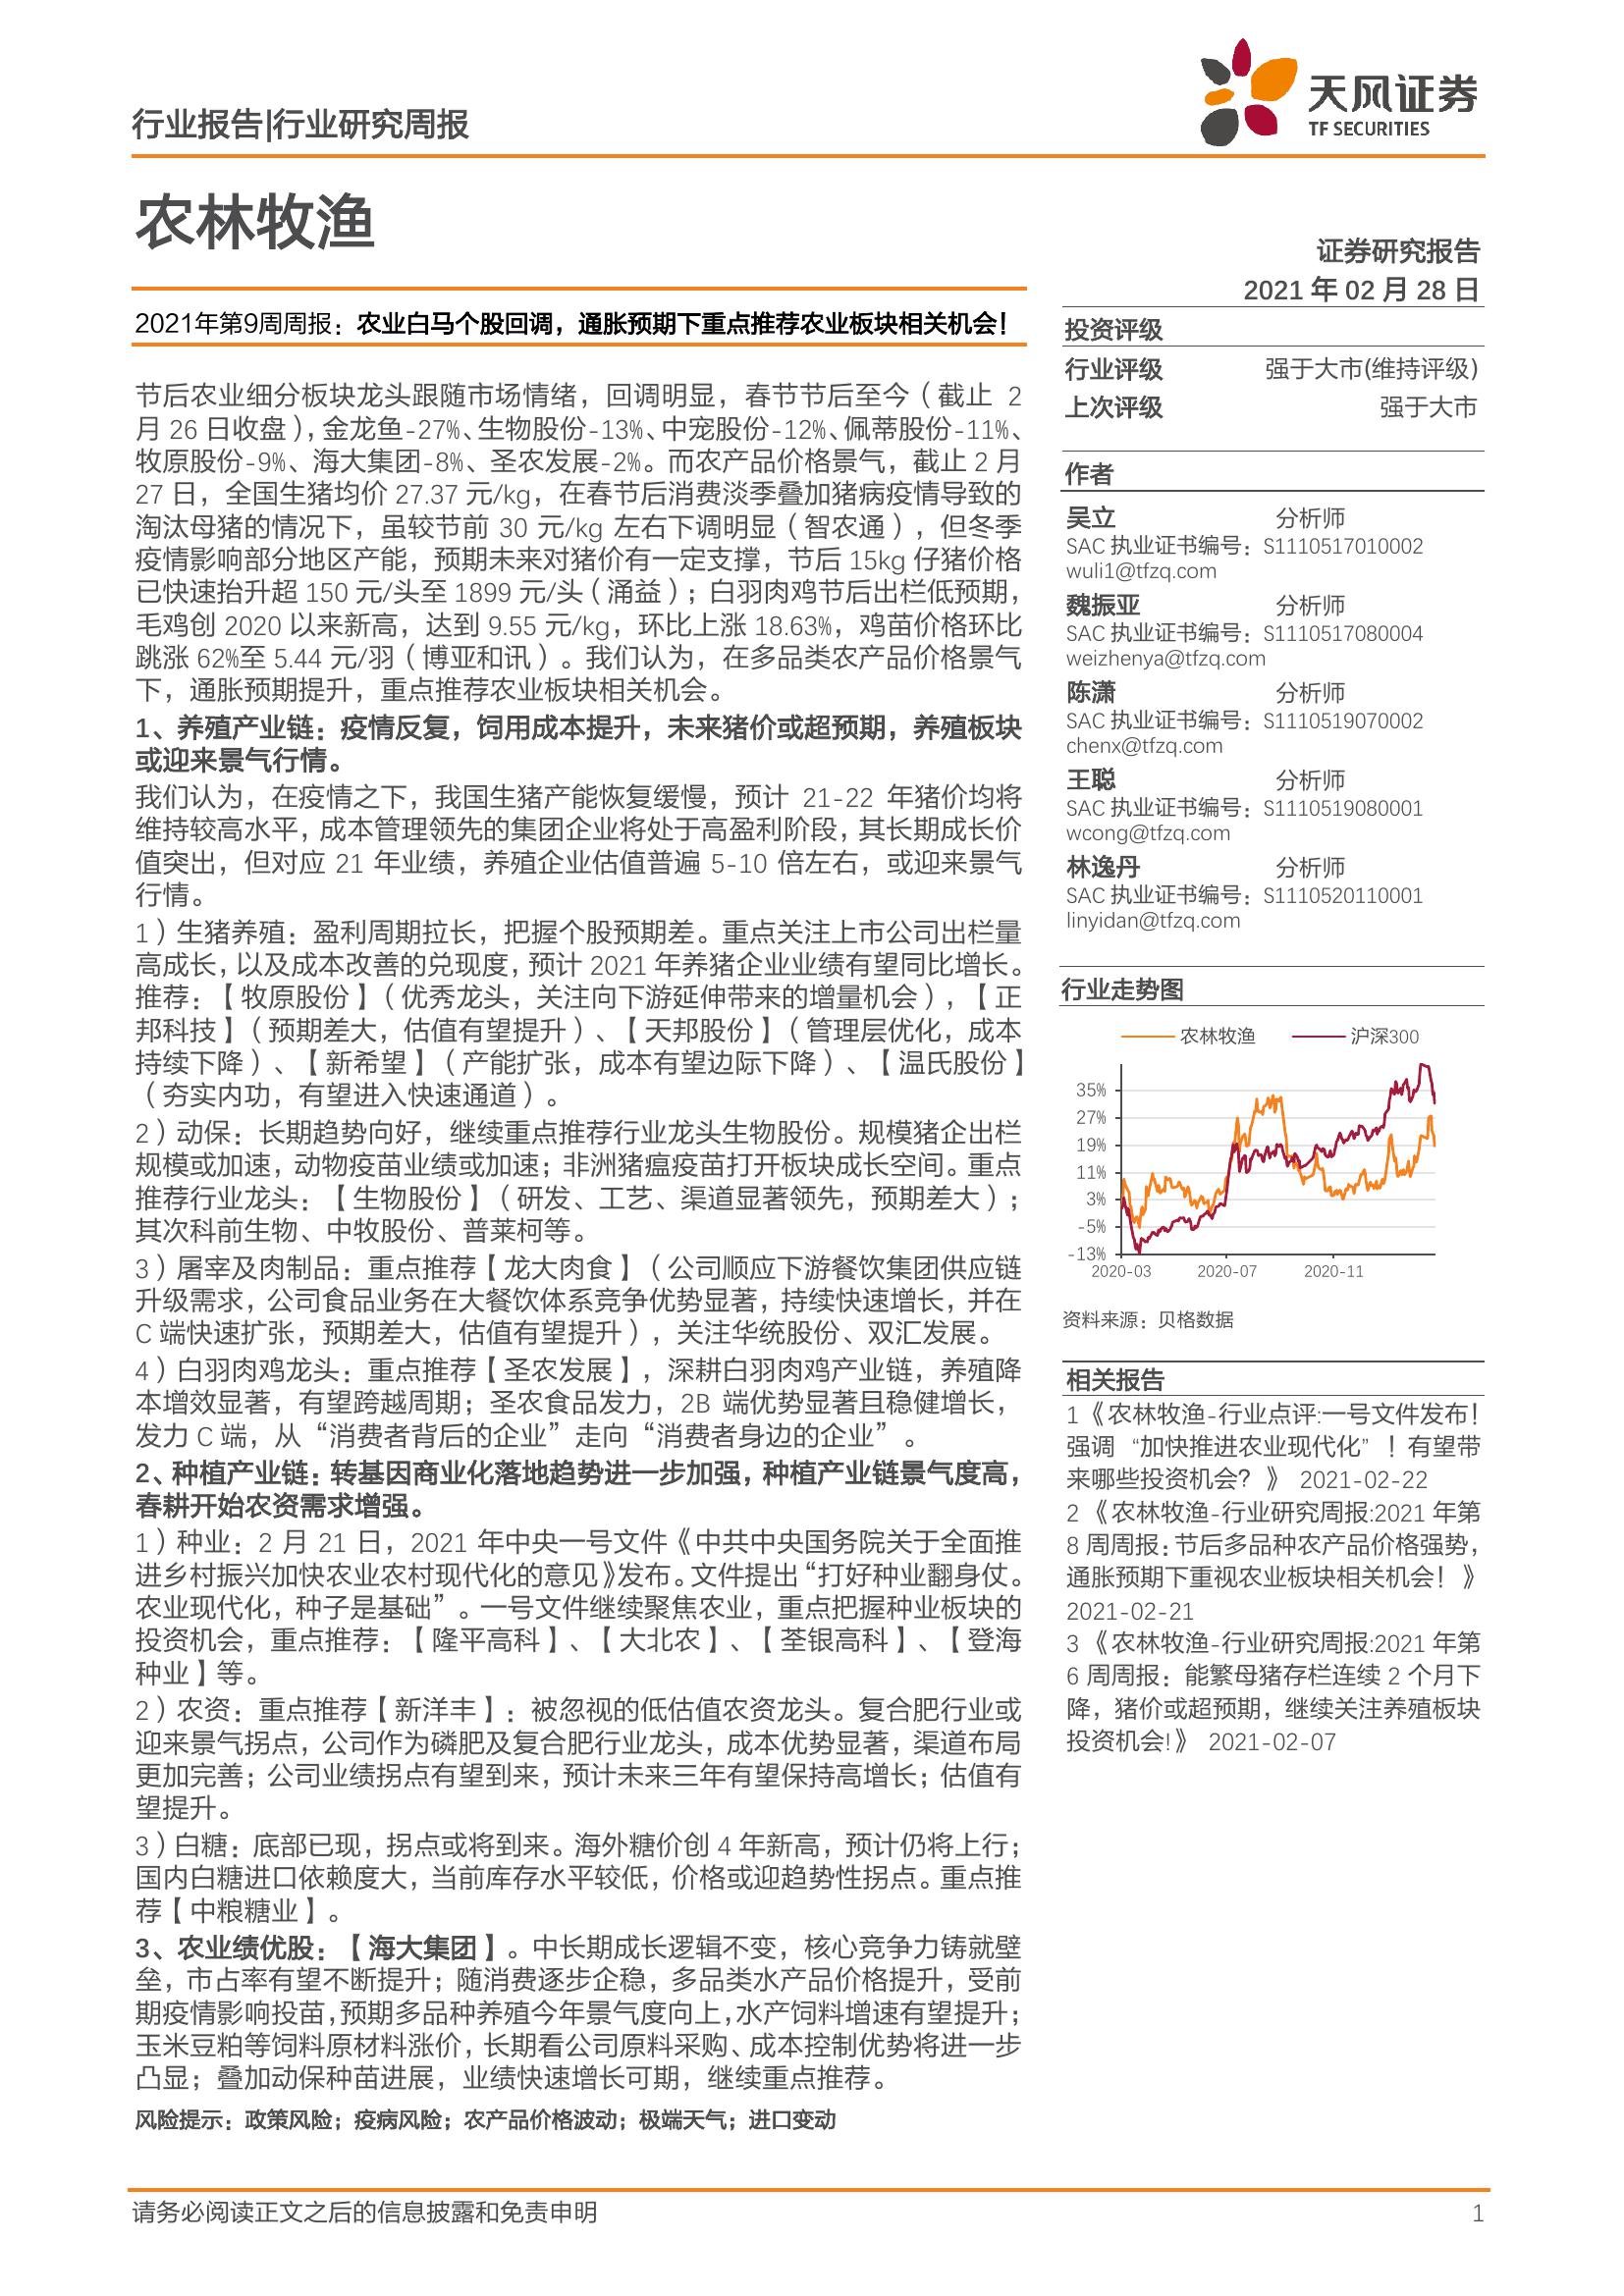 行业报告|行业研究周报
天风证券
TF SECURITIES
农林牧渔
证券研究报告
2021 年 02 月 28 日
2021年第9周周报：农业白马个股回调，通胀预期下重点推荐农业板块相关机会！
节后农业细分板块龙头跟随市场情绪，回调明显，春节节后至今（截止 2
月 26 日收盘），金龙鱼-27%、生物股份-13%、中宠股份-12%、佩蒂股份-11%、
牧原股份-9%、海大集团-8%、圣农发展-2%。而农产品价格景气，截止 2 月
27 日，全国生猪均价 27.37 元/kg，在春节后消费淡季叠加猪病疫情导致的
淘汰母猪的情况下，虽较节前 30 元/kg 左右下调明显（智农通），但冬季
疫情影响部分地区产能，预期未来对猪价有一定支撑，节后 15kg 仔猪价格
已快速抬升超 150 元/头至 1899 元/头（涌益）；白羽肉鸡节后出栏低预期，
毛鸡创 2020 以来新高，达到 9.55 元/kg，环比上涨 18.63%，鸡苗价格环比
跳涨 62%至 5.44 元/羽（博亚和讯）。我们认为，在多品类农产品价格景气
下，通胀预期提升，重点推荐农业板块相关机会。
1、养殖产业链：疫情反复，饲用成本提升，未来猪价或超预期，养殖板块
或迎来景气行情。
我们认为，在疫情之下，我国生猪产能恢复缓慢，预计 21-22 年猪价均将
维持较高水平，成本管理领先的集团企业将处于高盈利阶段，其长期成长价
值突出，但对应 21 年业绩，养殖企业估值普遍 5-10 倍左右，或迎来景气
行情。
1）生猪养殖：盈利周期拉长，把握个股预期差。重点关注上市公司出栏量
高成长，以及成本改善的兑现度，预计 2021 年养猪企业业绩有望同比增长。
推荐：【牧原股份】（优秀龙头，关注向下游延伸带来的增量机会），【正
邦科技】（预期差大，估值有望提升）、【天邦股份】（管理层优化，成本
持续下降）、【新希望】（产能扩张，成本有望边际下降）、【温氏股份】
（夯实内功，有望进入快速通道）。
2）动保：长期趋势向好，继续重点推荐行业龙头生物股份。规模猪企出栏
规模或加速，动物疫苗业绩或加速；非洲猪瘟疫苗打开板块成长空间。重点
推荐行业龙头：【生物股份】（研发、工艺、渠道显著领先，预期差大）；
其次科前生物、中牧股份、普莱柯等。
3）屠宰及肉制品：重点推荐【龙大肉食】（公司顺应下游餐饮集团供应链
升级需求，公司食品业务在大餐饮体系竞争优势显著，持续快速增长，并在
C 端快速扩张，预期差大，估值有望提升），关注华统股份、双汇发展。
4）白羽肉鸡龙头：重点推荐【圣农发展】，深耕白羽肉鸡产业链，养殖降
本增效显著，有望跨越周期；圣农食品发力，2B 端优势显著且稳健增长，
发力 C 端，从“消费者背后的企业”走向“消费者身边的企业”。
2、种植产业链：转基因商业化落地趋势进一步加强，种植产业链景气度高，
春耕开始农资需求增强。
1）种业：2 月 21 日，2021 年中央一号文件《中共中央国务院关于全面推
进乡村振兴加快农业农村现代化的意见》发布。文件提出“打好种业翻身仗。
农业现代化，种子是基础”。一号文件继续聚焦农业，重点把握种业板块的
投资机会，重点推荐：【隆平高科】、【大北农】、【荃银高科】、【登海
种业】等。
2）农资：重点推荐【新洋丰】：被忽视的低估值农资龙头。复合肥行业或
迎来景气拐点，公司作为磷肥及复合肥行业龙头，成本优势显著，渠道布局
更加完善；公司业绩拐点有望到来，预计未来三年有望保持高增长；估值有
望提升。
3）白糖：底部已现，拐点或将到来。海外糖价创 4 年新高，预计仍将上行；
国内白糖进口依赖度大，当前库存水平较低，价格或迎趋势性拐点。重点推
荐【中粮糖业】。
3、农业绩优股：【海大集团】。中长期成长逻辑不变，核心竞争力铸就壁
垒，市占率有望不断提升；随消费逐步企稳，多品类水产品价格提升，受前
期疫情影响投苗，预期多品种养殖今年景气度向上，水产饲料增速有望提升；
玉米豆粕等饲料原材料涨价，长期看公司原料采购、成本控制优势将进一步
凸显；叠加动保种苗进展，业绩快速增长可期，继续重点推荐。
风险提示：政策风险；疫病风险；农产品价格波动；极端天气；进口变动
投资评级
行业评级 强于大市(维持评级)
上次评级 强于大市
作者
吴立 分析师
SAC 执业证书编号：S1110517010002
wuli1@tfzq.com
魏振亚 分析师
SAC 执业证书编号：S1110517080004
weizhenya@tfzq.com
陈潇 分析师
SAC 执业证书编号：S1110519070002
chenx@tfzq.com
王聪 分析师
SAC 执业证书编号：S1110519080001
wcong@tfzq.com
林逸丹 分析师
SAC 执业证书编号：S1110520110001
linyidan@tfzq.com
行业走势图
农林牧渔 沪深300
35%
27%
19%
11%
3%
-5%
-13%
2020-03 2020-07 2020-11
资料来源：贝格数据
相关报告
1《农林牧渔-行业点评:一号文件发布！
强调 “加快推进农业现代化” ！有望带
来哪些投资机会？》 2021-02-22
2《农林牧渔-行业研究周报:2021 年第
8 周周报：节后多品种农产品价格强势，
通胀预期下重视农业板块相关机会！》
2021-02-21
3《农林牧渔-行业研究周报:2021 年第
6 周周报：能繁母猪存栏连续 2 个月下
降，猪价或超预期，继续关注养殖板块
投资机会!》 2021-02-07
请务必阅读正文之后的信息披露和免责申明 1